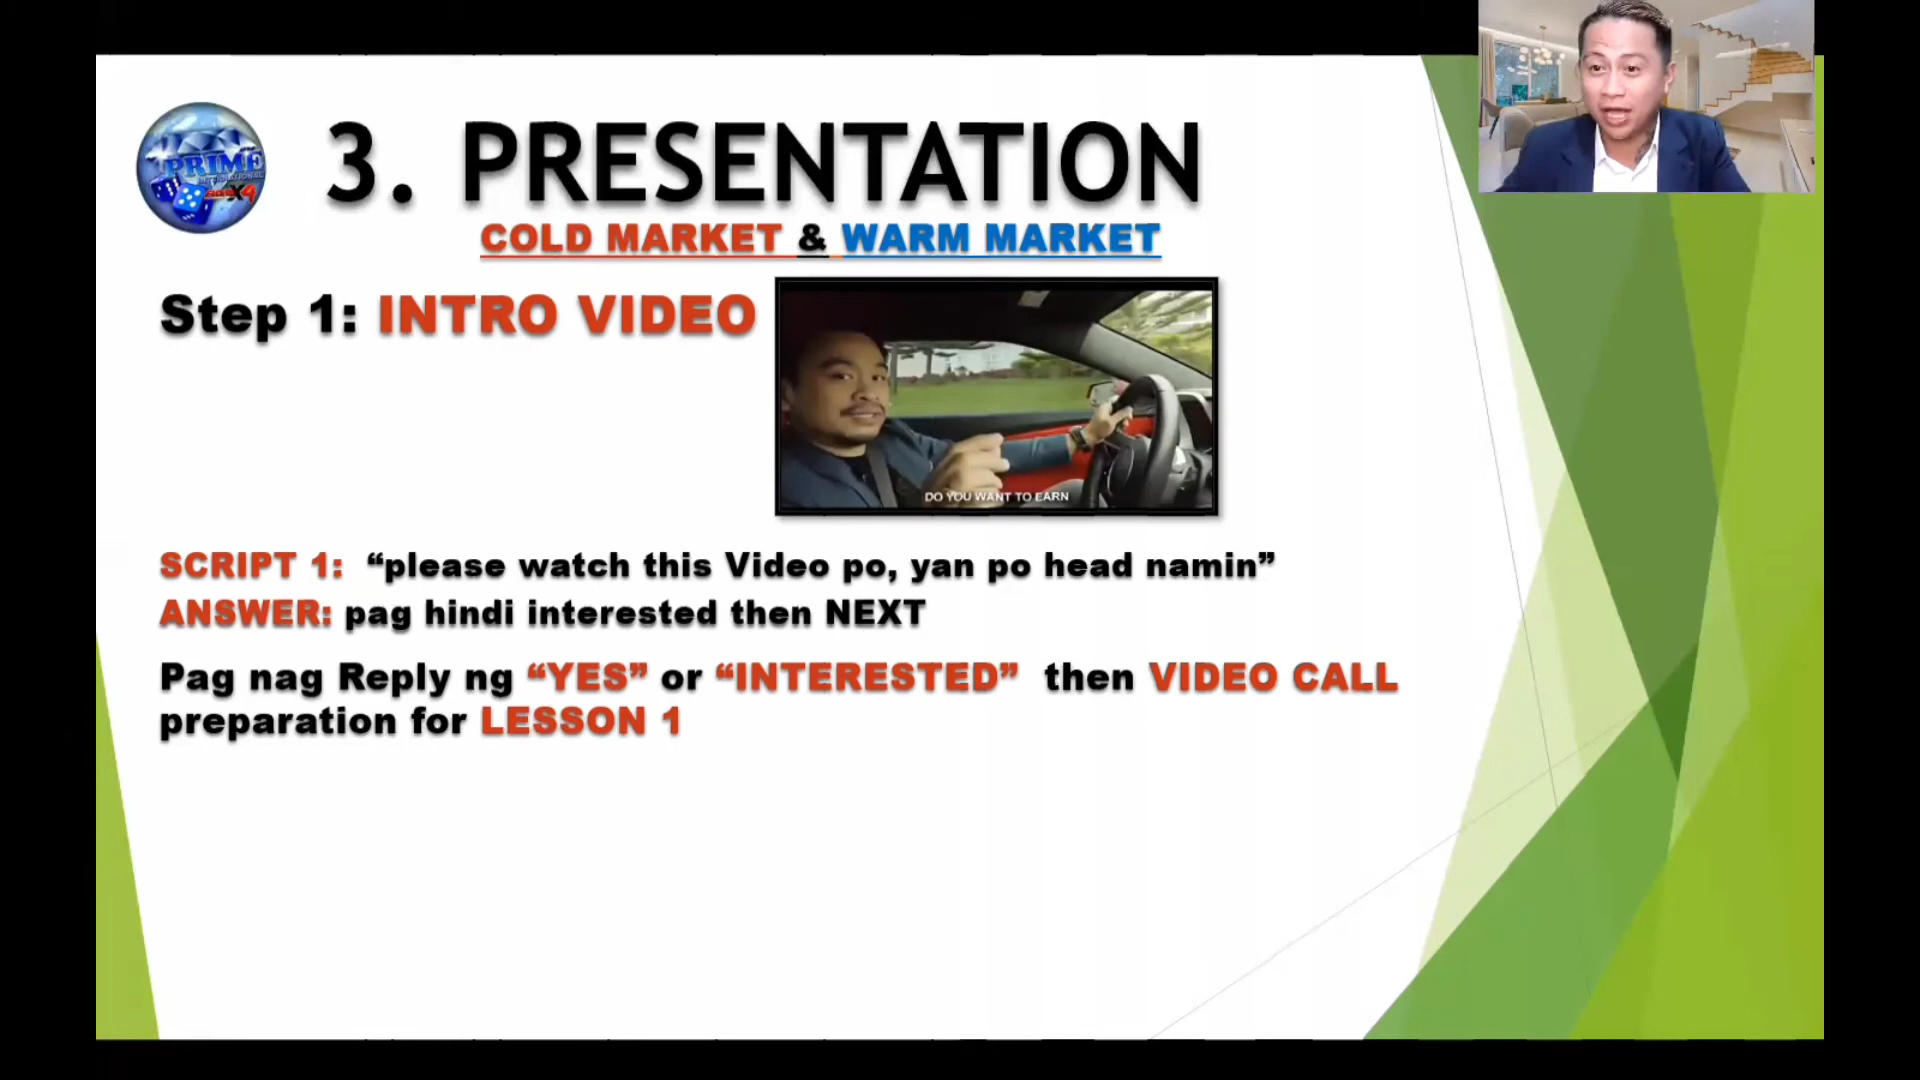 PRIME
INTERNATIONAL
3. PRESENTATION
COLD MARKET & WARM MARKET
Step 1: INTRO VIDEO
DO YOU WANT TO EARN
SCRIPT 1: “please watch this Video po, yan po head namin”
ANSWER: pag hindi interested then NEXT
Pag nag Reply ng “YES” or “INTERESTED” then VIDEO CALL
preparation for LESSON 1